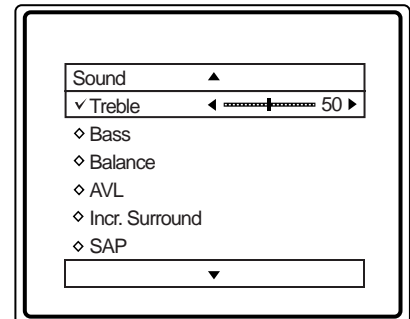 Sound
Treble 50
Bass
Balance
AVL
Incr. Surround
SAP